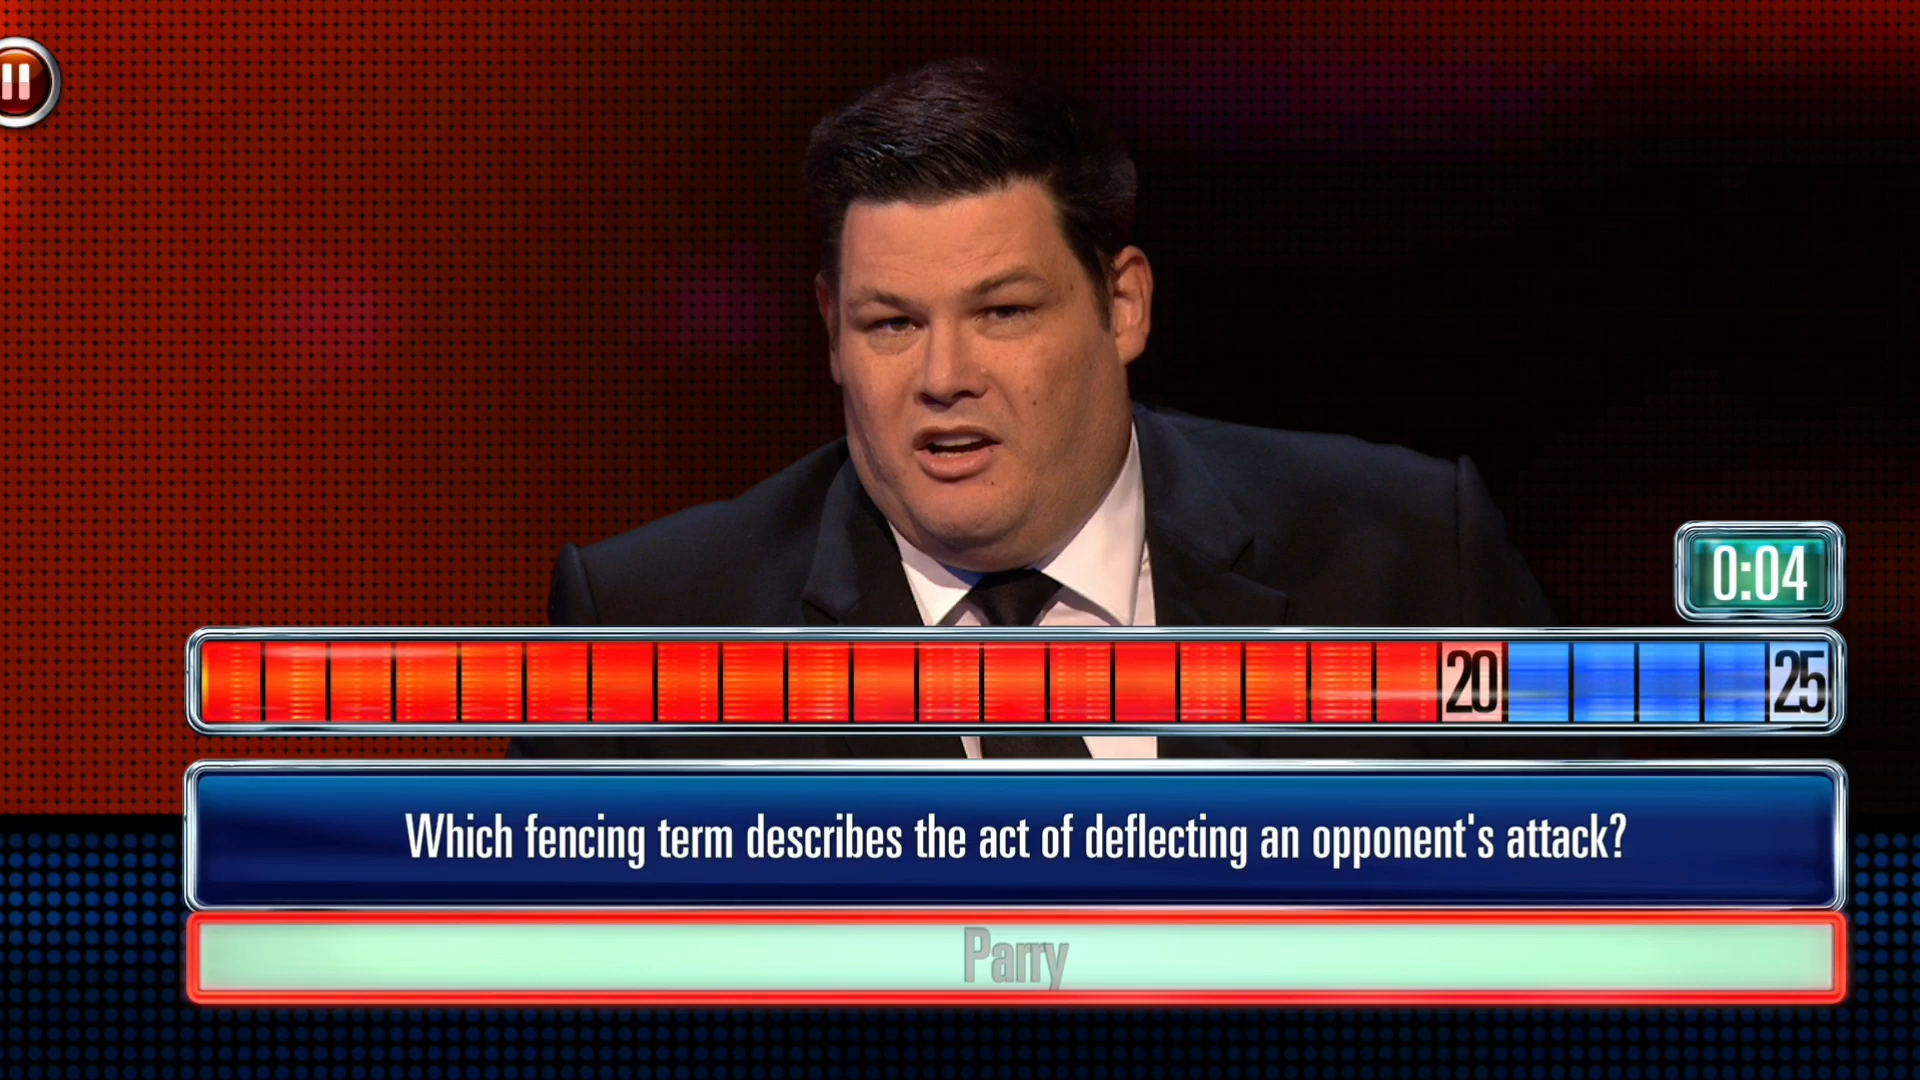 0:04
20 25
Which fencing term describes the act of deflecting an opponent's attack?
Parry